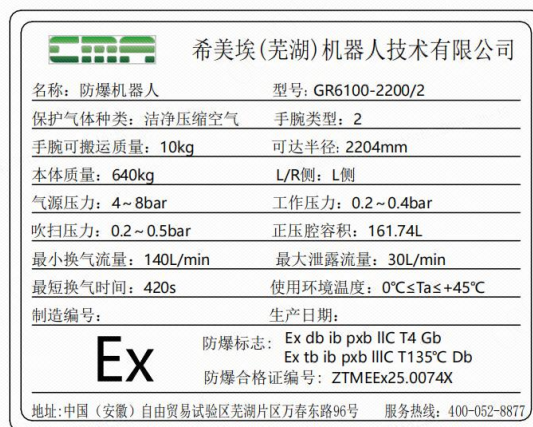 CMA 希美埃(芜湖)机器人技术有限公司
名称: 防爆机器人 型号: GR6100-2200/2
保护气体种类: 洁净压缩空气 手腕类型: 2
手腕可搬运质量: 10kg 可达半径: 2204mm
本体质量: 640kg L/R侧: L侧
气源压力: 4~8bar 工作压力: 0.2~0.4bar
吹扫压力: 0.2~0.5bar 正压腔容积: 161.74L
最小换气流量: 140L/min 最大泄露流量: 30L/min
最短换气时间: 420s 使用环境温度: 0℃≤Ta≤+45℃
制造编号: 生产日期:
Ex 防爆标志: Ex db ib pxb llC T4 Gb
Ex tb ib pxb lllC T135℃ Db
防爆合格证编号: ZTMEEx25.0074X
地址:中国（安徽）自由贸易试验区芜湖片区万春东路96号 服务热线: 400-052-8877